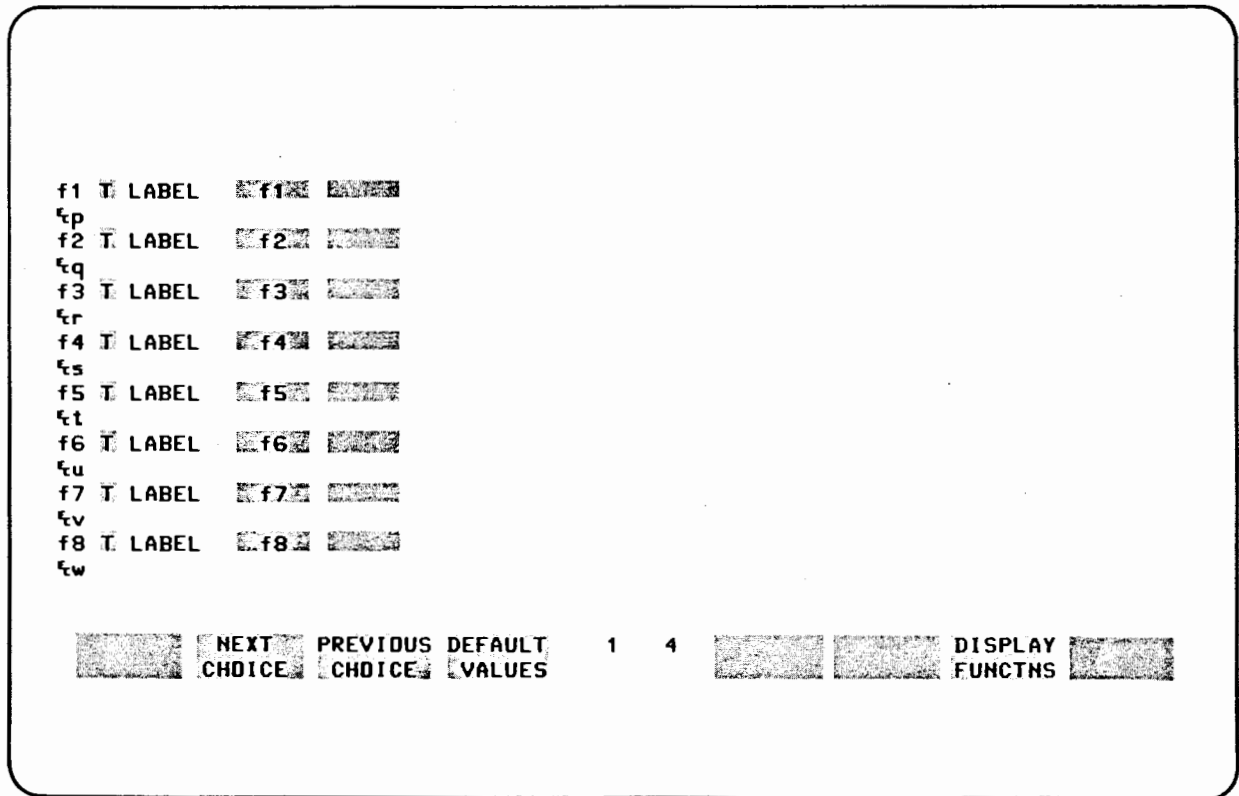 f1 T LABEL f1
␛p
f2 T LABEL f2
␛q
f3 T LABEL f3
␛r
f4 T LABEL f4
␛s
f5 T LABEL f5
␛t
f6 T LABEL f6
␛u
f7 T LABEL f7
␛v
f8 T LABEL f8
␛w
NEXT PREVIOUS DEFAULT 1 4 DISPLAY
CHOICE CHOICE VALUES FUNCTNS